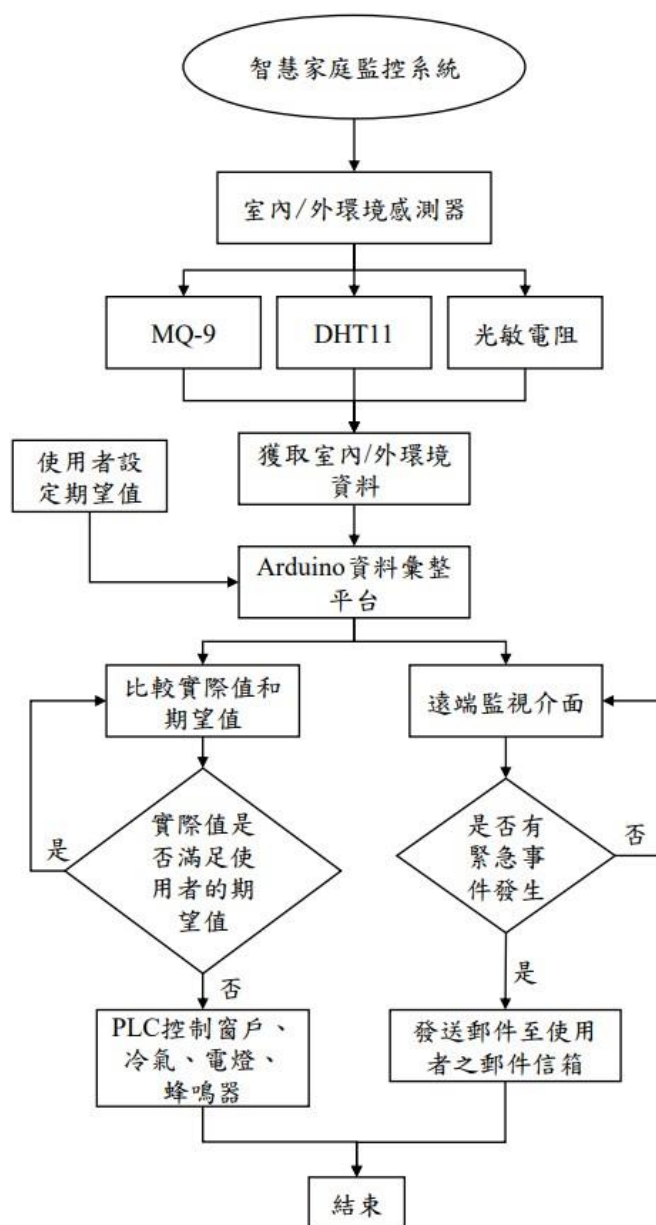 智慧家庭監控系統
室內/外環境感測器
MQ-9
DHT11
光敏電阻
獲取室內/外環境
資料
使用者設
定期望值
Arduino資料彙整
平台
比較實際值和
期望值
遠端監視介面
實際值是
否滿足使
用者的期
望值
是
是否有
緊急事
件發生
否
否
是
PLC控制窗戶、
冷氣、電燈、
蜂鳴器
發送郵件至使用
者之郵件信箱
結束